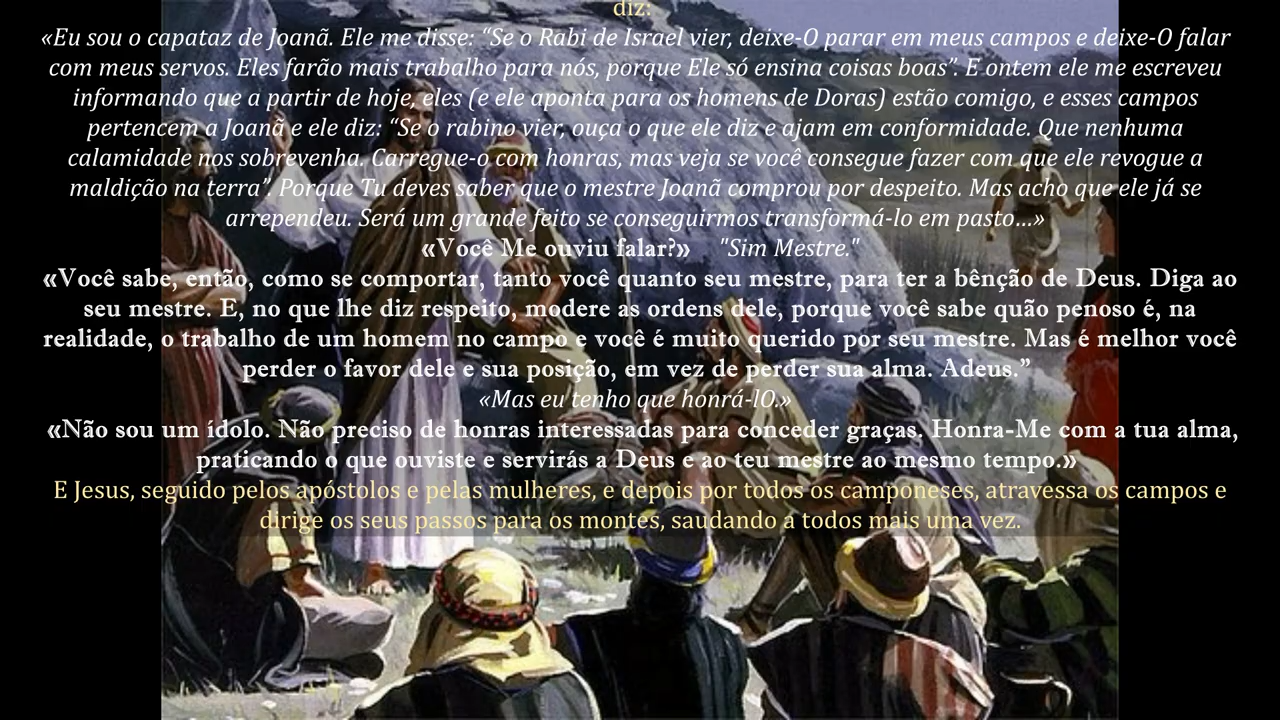 diz:
«Eu sou o capataz de Joanã. Ele me disse: “Se o Rabi de Israel vier, deixe-O parar em meus campos e deixe-O falar
com meus servos. Eles farão mais trabalho para nós, porque Ele só ensina coisas boas”. E ontem ele me escreveu
informando que a partir de hoje, eles (e ele aponta para os homens de Doras) estão comigo, e esses campos
pertencem a Joanã e ele diz: “Se o rabino vier, ouça o que ele diz e ajam em conformidade. Que nenhuma
calamidade nos sobrevenha. Carregue-o com honras, mas veja se você consegue fazer com que ele revogue a
maldição na terra”. Porque Tu deves saber que o mestre Joanã comprou por despeito. Mas acho que ele já se
arrependeu. Será um grande feito se conseguirmos transformá-lo em pasto...»
«Você Me ouviu falar?» "Sim Mestre."
«Você sabe, então, como se comportar, tanto você quanto seu mestre, para ter a bênção de Deus. Diga ao
seu mestre. E, no que lhe diz respeito, modere as ordens dele, porque você sabe quão penoso é, na
realidade, o trabalho de um homem no campo e você é muito querido por seu mestre. Mas é melhor você
perder o favor dele e sua posição, em vez de perder sua alma. Adeus.”
«Mas eu tenho que honrá-lO.»
«Não sou um ídolo. Não preciso de honras interessadas para conceder graças. Honra-Me com a tua alma,
praticando o que ouviste e servirás a Deus e ao teu mestre ao mesmo tempo.»
E Jesus, seguido pelos apóstolos e pelas mulheres, e depois por todos os camponeses, atravessa os campos e
dirige os seus passos para os montes, saudando a todos mais uma vez.